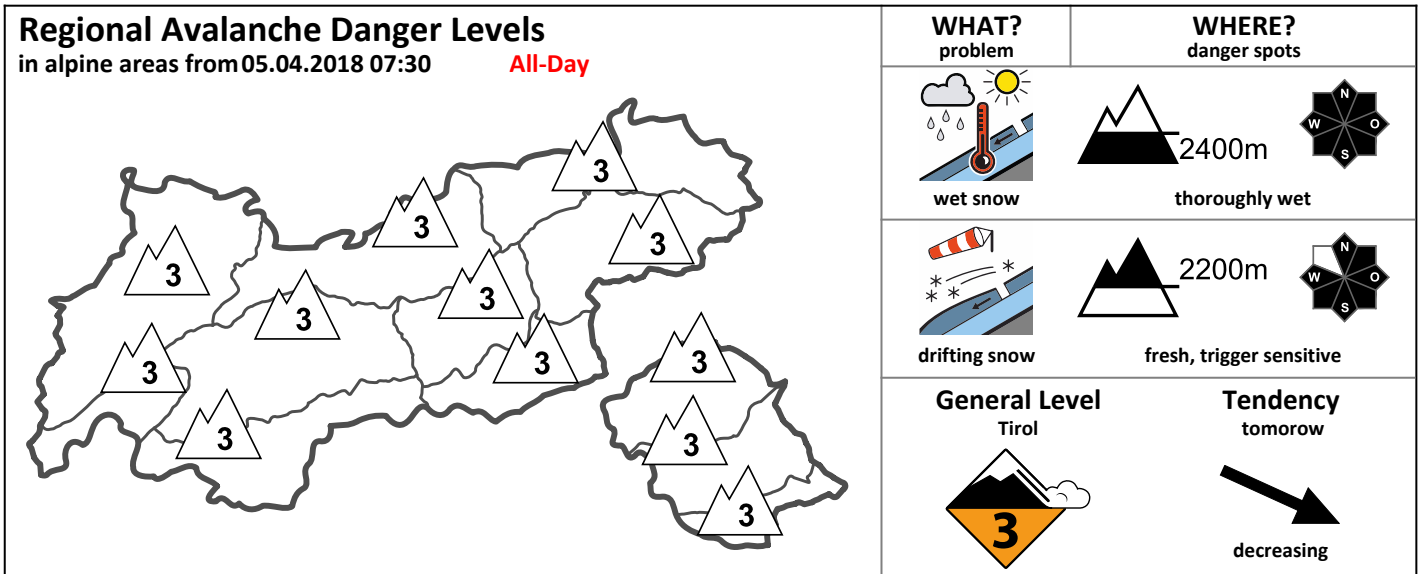 Regional Avalanche Danger Levels
in alpine areas from 05.04.2018 07:30 All-Day
3
3
3
3
3
3
3
3
3
3
3
3
WHAT?
problem
WHERE?
danger spots
2400m
N
W O
S
wet snow
thoroughly wet
2200m
N
W O
S
drifting snow
fresh, trigger sensitive
General Level
Tirol
3
Tendency
tomorow
decreasing